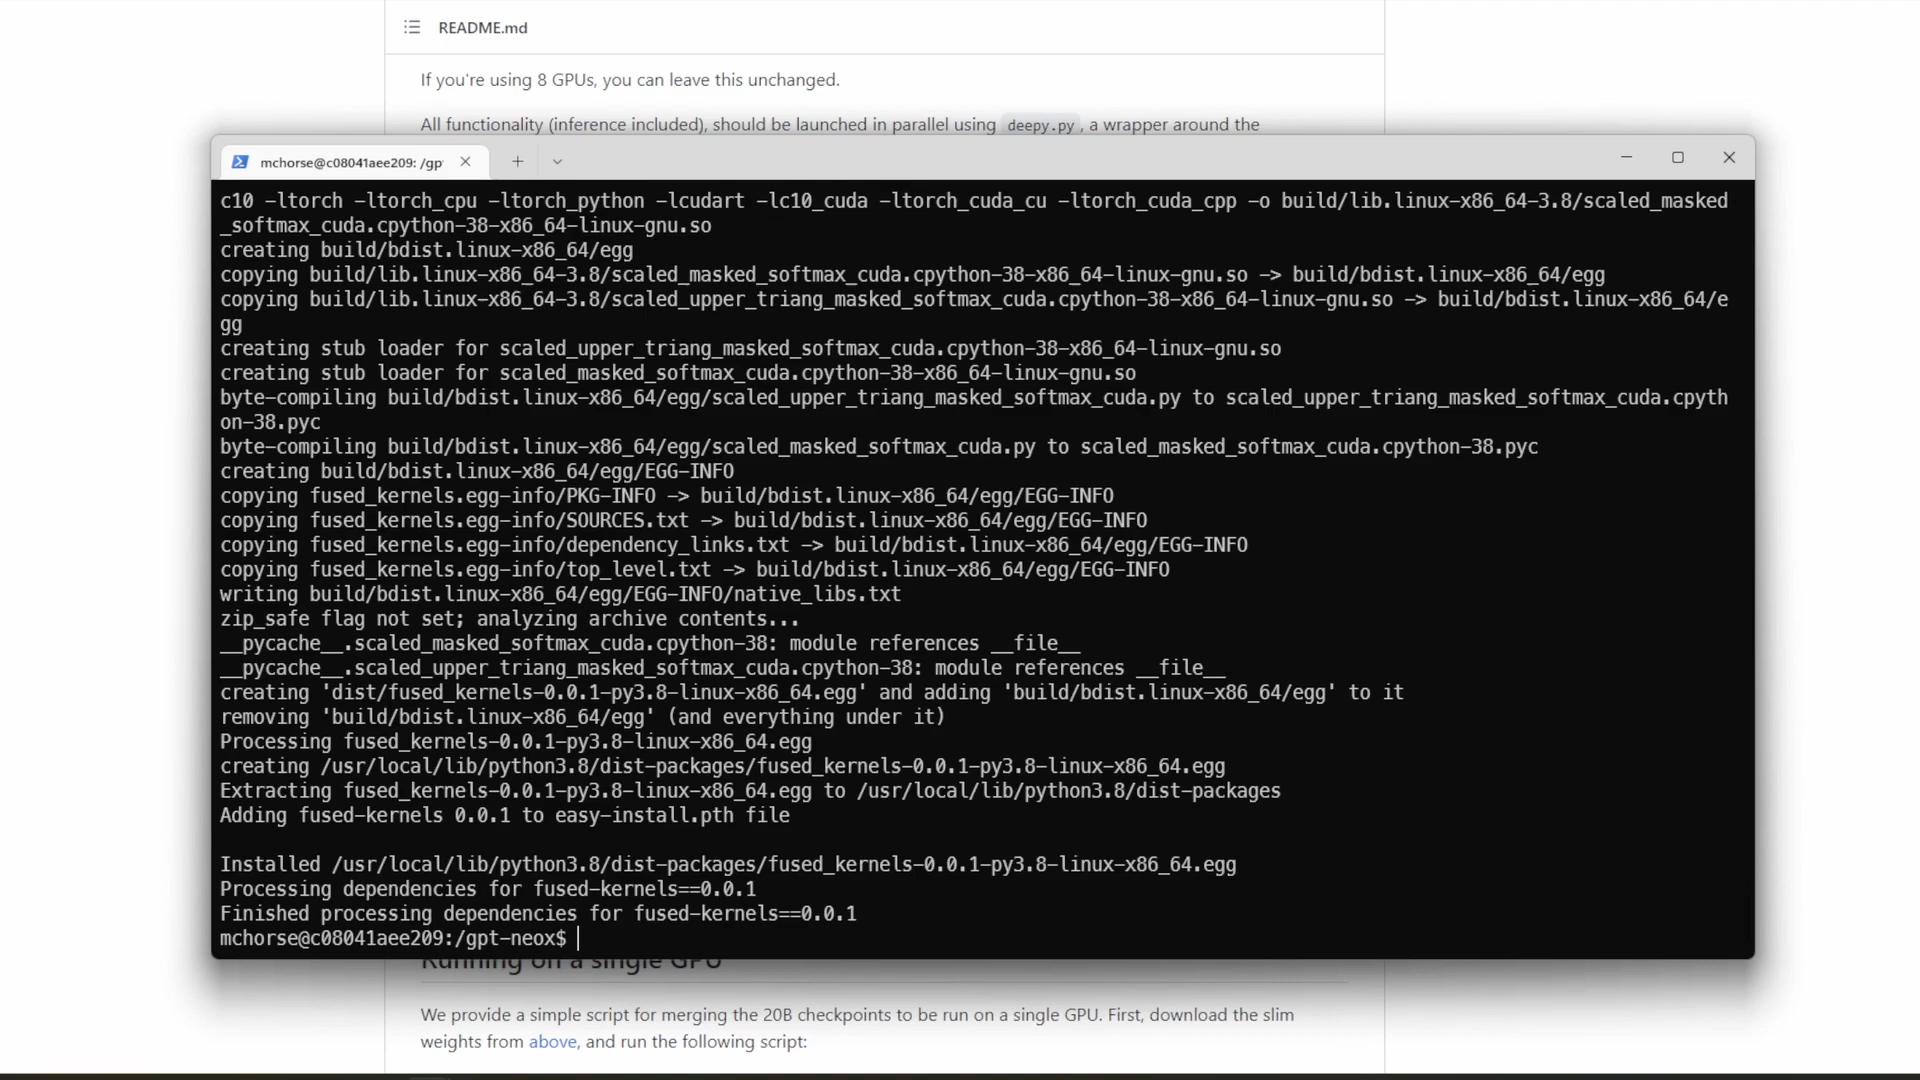 README.md
If you're using 8 GPUs, you can leave this unchanged.
All functionality (inference included), should be launched in parallel using deepy.py, a wrapper around the
mchorse@c08041aee209: /gp
c10 -ltorch -ltorch_cpu -ltorch_python -lcudart -lc10_cuda -ltorch_cuda_cu -ltorch_cuda_cpp -o build/lib.linux-x86_64-3.8/scaled_masked
_softmax_cuda.cpython-38-x86_64-linux-gnu.so
creating build/bdist.linux-x86_64/egg
copying build/lib.linux-x86_64-3.8/scaled_masked_softmax_cuda.cpython-38-x86_64-linux-gnu.so -> build/bdist.linux-x86_64/egg
copying build/lib.linux-x86_64-3.8/scaled_upper_triang_masked_softmax_cuda.cpython-38-x86_64-linux-gnu.so -> build/bdist.linux-x86_64/e
gg
creating stub loader for scaled_upper_triang_masked_softmax_cuda.cpython-38-x86_64-linux-gnu.so
creating stub loader for scaled_masked_softmax_cuda.cpython-38-x86_64-linux-gnu.so
byte-compiling build/bdist.linux-x86_64/egg/scaled_upper_triang_masked_softmax_cuda.py to scaled_upper_triang_masked_softmax_cuda.cpyth
on-38.pyc
byte-compiling build/bdist.linux-x86_64/egg/scaled_masked_softmax_cuda.py to scaled_masked_softmax_cuda.cpython-38.pyc
creating build/bdist.linux-x86_64/egg/EGG-INFO
copying fused_kernels.egg-info/PKG-INFO -> build/bdist.linux-x86_64/egg/EGG-INFO
copying fused_kernels.egg-info/SOURCES.txt -> build/bdist.linux-x86_64/egg/EGG-INFO
copying fused_kernels.egg-info/dependency_links.txt -> build/bdist.linux-x86_64/egg/EGG-INFO
copying fused_kernels.egg-info/top_level.txt -> build/bdist.linux-x86_64/egg/EGG-INFO
writing build/bdist.linux-x86_64/egg/EGG-INFO/native_libs.txt
zip_safe flag not set; analyzing archive contents...
__pycache__.scaled_masked_softmax_cuda.cpython-38: module references __file__
__pycache__.scaled_upper_triang_masked_softmax_cuda.cpython-38: module references __file__
creating 'dist/fused_kernels-0.0.1-py3.8-linux-x86_64.egg' and adding 'build/bdist.linux-x86_64/egg' to it
removing 'build/bdist.linux-x86_64/egg' (and everything under it)
Processing fused_kernels-0.0.1-py3.8-linux-x86_64.egg
creating /usr/local/lib/python3.8/dist-packages/fused_kernels-0.0.1-py3.8-linux-x86_64.egg
Extracting fused_kernels-0.0.1-py3.8-linux-x86_64.egg to /usr/local/lib/python3.8/dist-packages
Adding fused-kernels 0.0.1 to easy-install.pth file
Installed /usr/local/lib/python3.8/dist-packages/fused_kernels-0.0.1-py3.8-linux-x86_64.egg
Processing dependencies for fused-kernels==0.0.1
Finished processing dependencies for fused-kernels==0.0.1
mchorse@c08041aee209:/gpt-neox$
Running on a single GPU
We provide a simple script for merging the 20B checkpoints to be run on a single GPU. First, download the slim
weights from above, and run the following script: